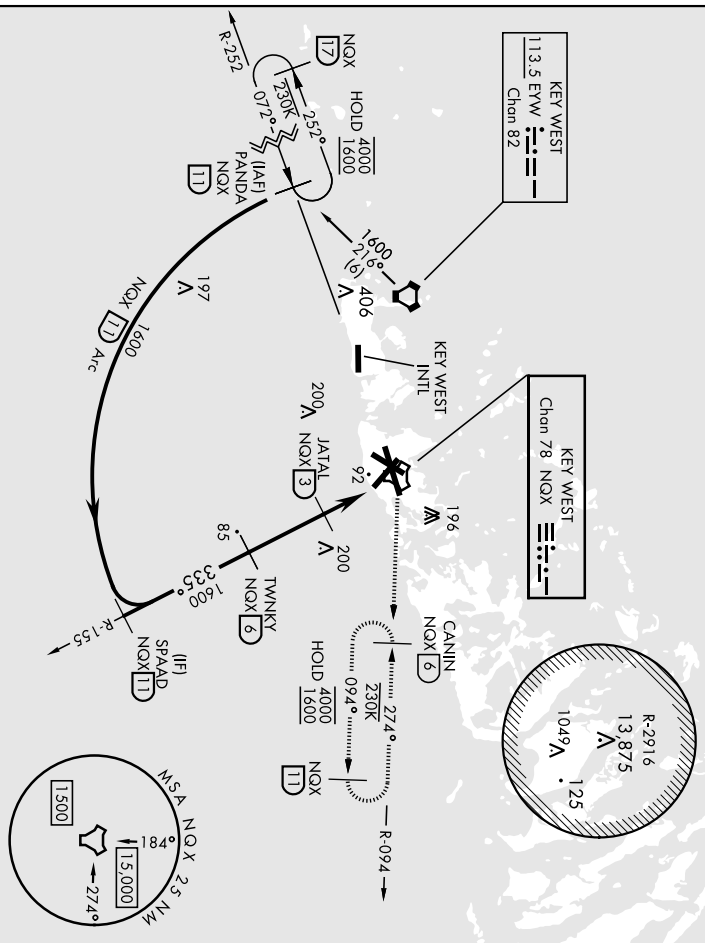 KEY WEST
113.5 EYW
Chan 82
R-252
NQX
17
HOLD 4000
1600
252°
230K
072°
(IAF)
PANDA
NQX
11
1600
216°
(6)
406
197
NQX 11 Arc
1600
KEY WEST
INTL
200
JATAL
NQX 3
92
KEY WEST
Chan 78 NQX
196
200
85
TWNKY
NQX 6
335°
1600
R-155
(IF)
SPAAD
NQX 11
CANIN
NQX 6
HOLD 4000
1600
274°
230K
094°
NQX
11
R-094
R-2916
13,875
1049
125
MSA NQX 25 NM
1500
184°
15,000
274°